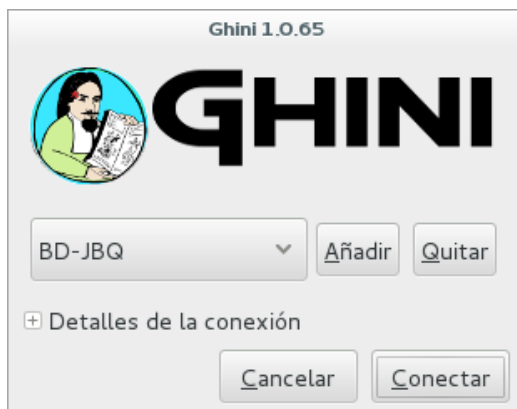 Ghini 1.0.65
GHINI
BD-JBQ Añadir Quitar
Detalles de la conexión
Cancelar Conectar